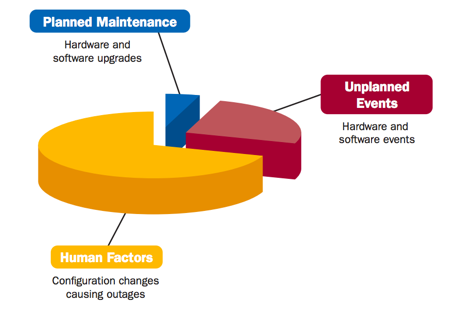 Planned Maintenance
Hardware and
software upgrades
Unplanned
Events
Hardware and
software events
Human Factors
Configuration changes
causing outages